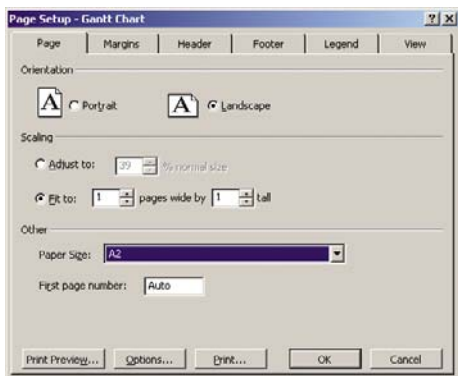 Page Setup - Gantt Chart
Page Margins Header Footer Legend View
Orientation
A Portrait A Landscape
Scaling
Adjust to: 39 % normal size
Fit to: 1 pages wide by 1 tall
Other
Paper Size: A2
First page number: Auto
Print Preview... Options... Print... OK Cancel